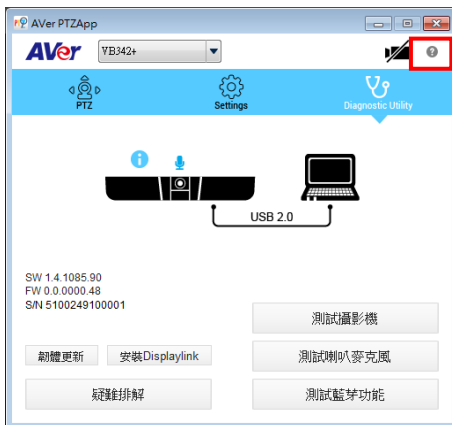 AVer PTZApp
AVer VB342+
?
PTZ Settings Diagnostic Utility
i
USB 2.0
SW 1.4.1085.90
FW 0.0.0000.48
S/N 5100249100001
測試攝影機
韌體更新 安裝Displaylink 測試喇叭麥克風
疑難排解 測試藍芽功能